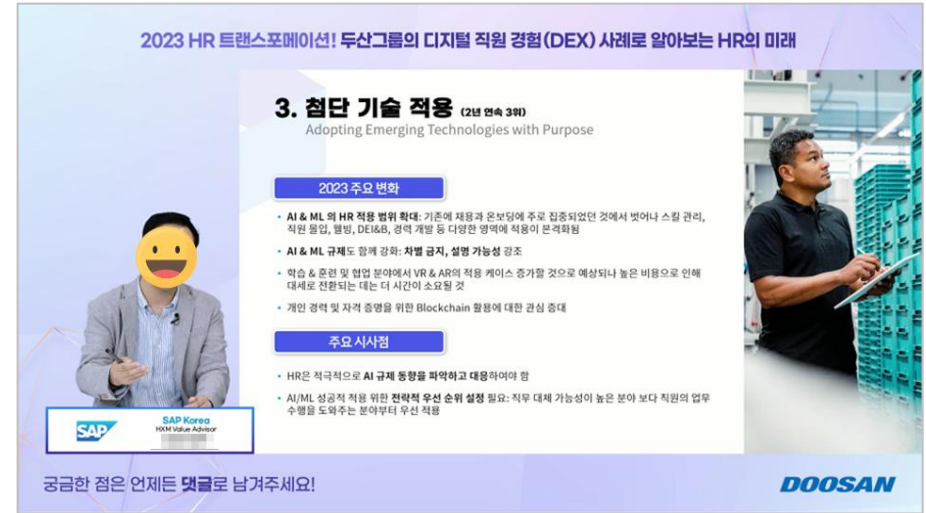 2023 HR 트랜스포메이션! 두산그룹의 디지털 직원 경험(DEX) 사례로 알아보는 HR의 미래
3. 첨단 기술 적용 (2년 연속 3위)
Adopting Emerging Technologies with Purpose
2023 주요 변화
• AI & ML 의 HR 적용 범위 확대: 기존에 채용과 온보딩에 주로 집중되었던 것에서 벗어나 스킬 관리,
직원 몰입, 웰빙, DEI&B, 경력 개발 등 다양한 영역에 적용이 본격화됨
• AI & ML 규제도 함께 강화: 차별 금지, 설명 가능성 강조
• 학습 & 훈련 및 협업 분야에서 VR & AR의 적용 케이스 증가할 것으로 예상되나 높은 비용으로 인해
대세로 전환되는 데는 더 시간이 소요될 것
• 개인 경력 및 자격 증명을 위한 Blockchain 활용에 대한 관심 증대
주요 시사점
• HR은 적극적으로 AI 규제 동향을 파악하고 대응하여야 함
• AI/ML 성공적 적용 위한 전략적 우선 순위 설정 필요: 직무 대체 가능성이 높은 분야 보다 직원의 업무
수행을 도와주는 분야부터 우선 적용
SAP
SAP Korea
HXM Value Advisor
궁금한 점은 언제든 댓글로 남겨주세요!
DOOSAN